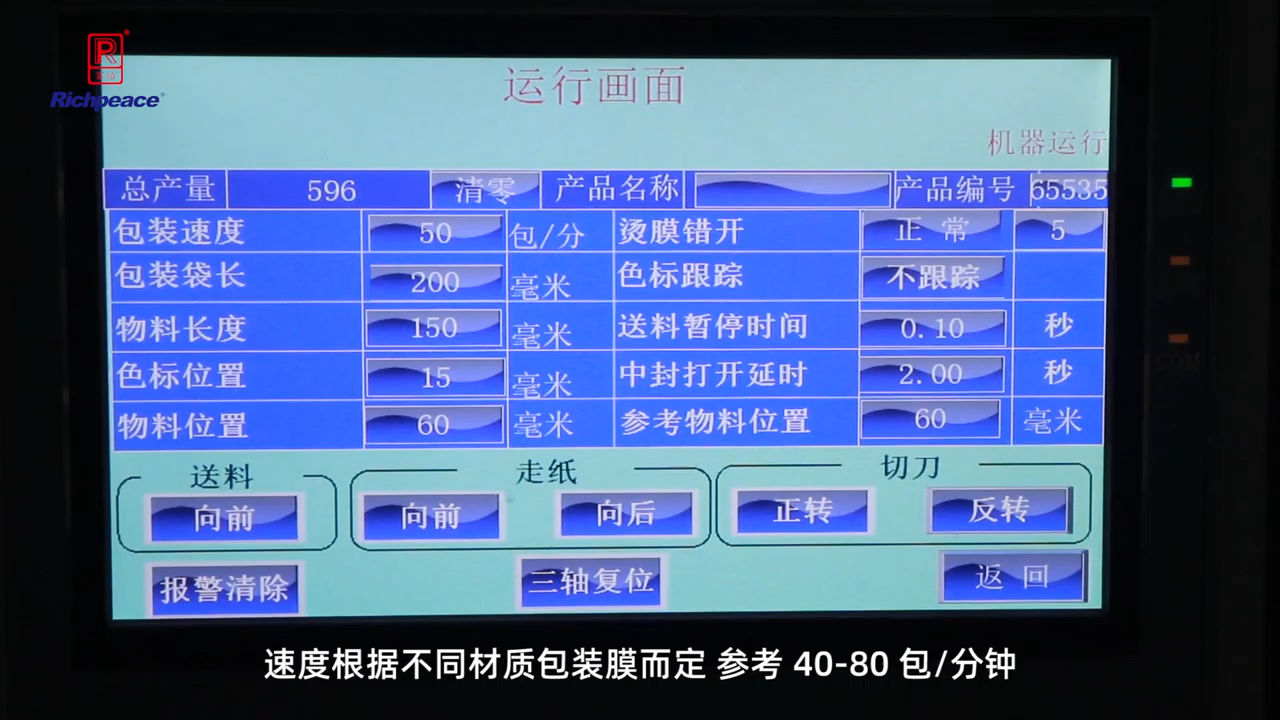 R
Richpeace
运行画面
机器运行
总产量 596 清零 产品名称 产品编号 65535
包装速度 50 包/分 烫膜错开 正常 5
包装袋长 200 毫米 色标跟踪 不跟踪
物料长度 150 毫米 送料暂停时间 0.10 秒
色标位置 15 毫米 中封打开延时 2.00 秒
物料位置 60 毫米 参考物料位置 60 毫米
送料 走纸 切刀
向前 向前 向后 正转 反转
报警清除 三轴复位 返回
COM
速度根据不同材质包装膜而定 参考 40-80 包/分钟